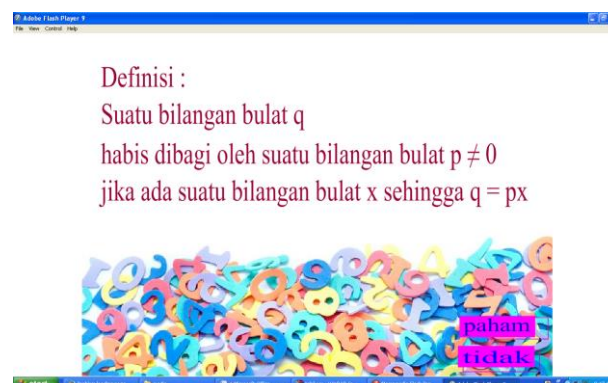 Adobe Flash Player 9
File View Control Help
Definisi :
Suatu bilangan bulat q
habis dibagi oleh suatu bilangan bulat p ≠ 0
jika ada suatu bilangan bulat x sehingga q = px
paham
tidak